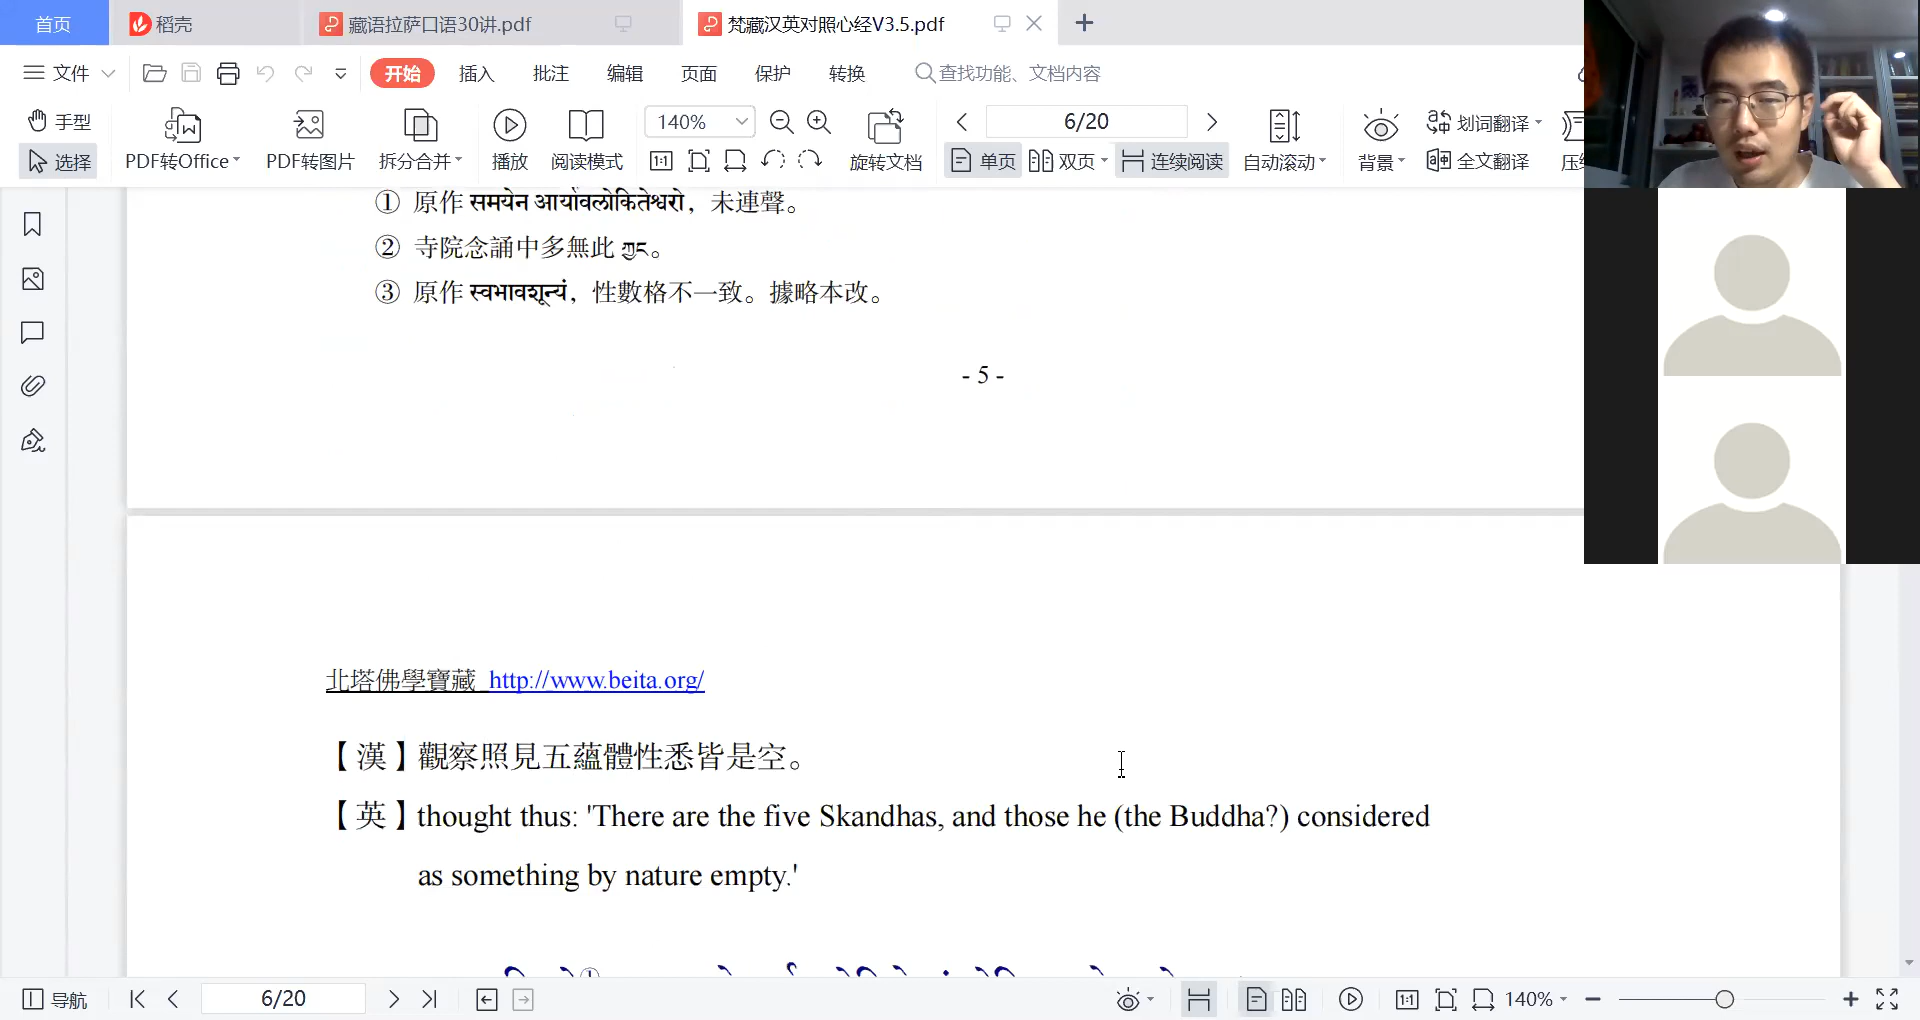 首页
稻壳
藏语拉萨口语30讲.pdf
梵藏汉英对照心经V3.5.pdf
文件
开始
插入
批注
编辑
页面
保护
转换
查找功能、文档内容
手型
选择
PDF转Office
PDF转图片
拆分合并
播放
阅读模式
140%
旋转文档
6/20
单页
双页
连续阅读
自动滚动
背景
划词翻译
全文翻译
① 原作 समयेन आर्यावलोकितेश्वरो，未連聲。
② 寺院念誦中多無此 ཀྱང。
③ 原作 स्वभावशून्यं，性數格不一致。據略本改。
- 5 -
北塔佛學寶藏 http://www.beita.org/
【漢】觀察照見五蘊體性悉皆是空。
【英】thought thus: 'There are the five Skandhas, and those he (the Buddha?) considered
as something by nature empty.'
导航
6/20
140%